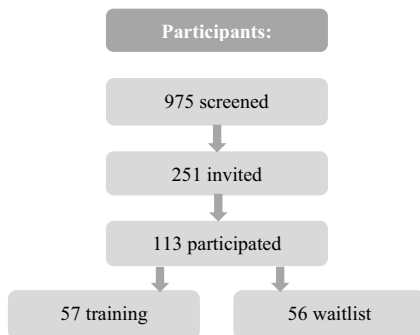 Participants:
975 screened
251 invited
113 participated
57 training
56 waitlist